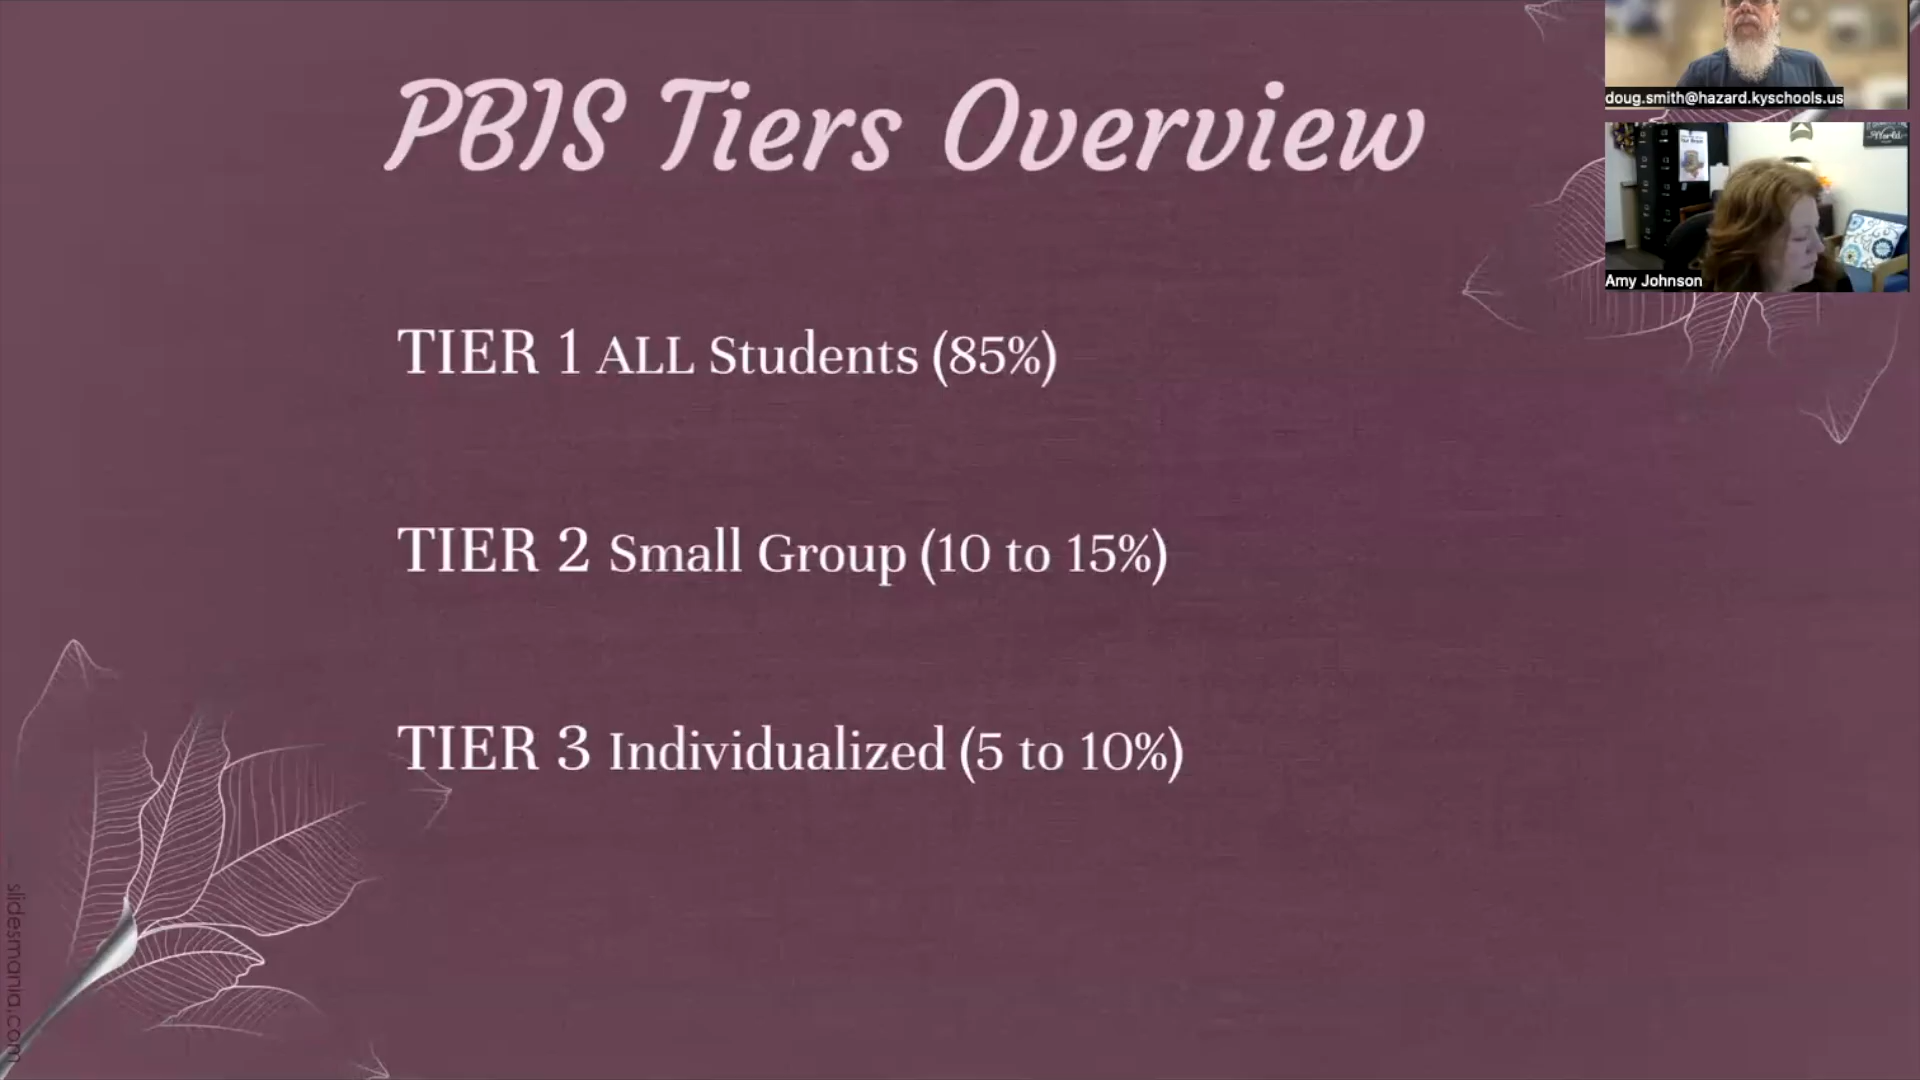 PBIS Tiers Overview
doug.smith@hazard.kyschools.us
World
Amy Johnson
TIER 1 ALL Students (85%)
TIER 2 Small Group (10 to 15%)
TIER 3 Individualized (5 to 10%)
slidesmania.com